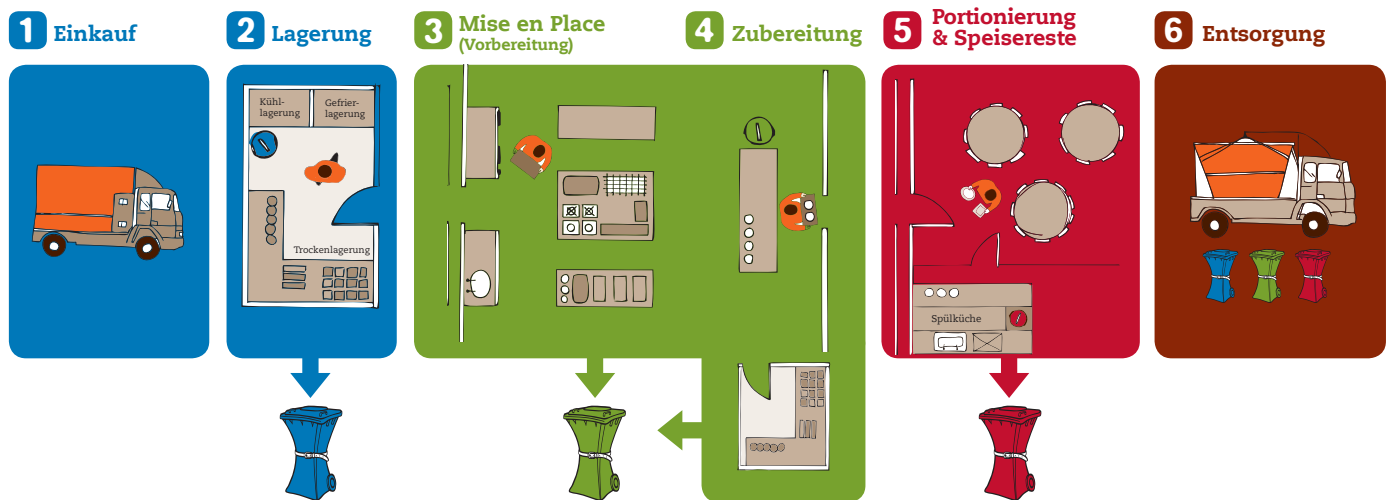 1 Einkauf
2 Lagerung
3 Mise en Place
(Vorbereitung)
4 Zubereitung
5 Portionierung
& Speisereste
6 Entsorgung
Kühl-
lagerung
Gefrier-
lagerung
Trockenlagerung
Spülküche